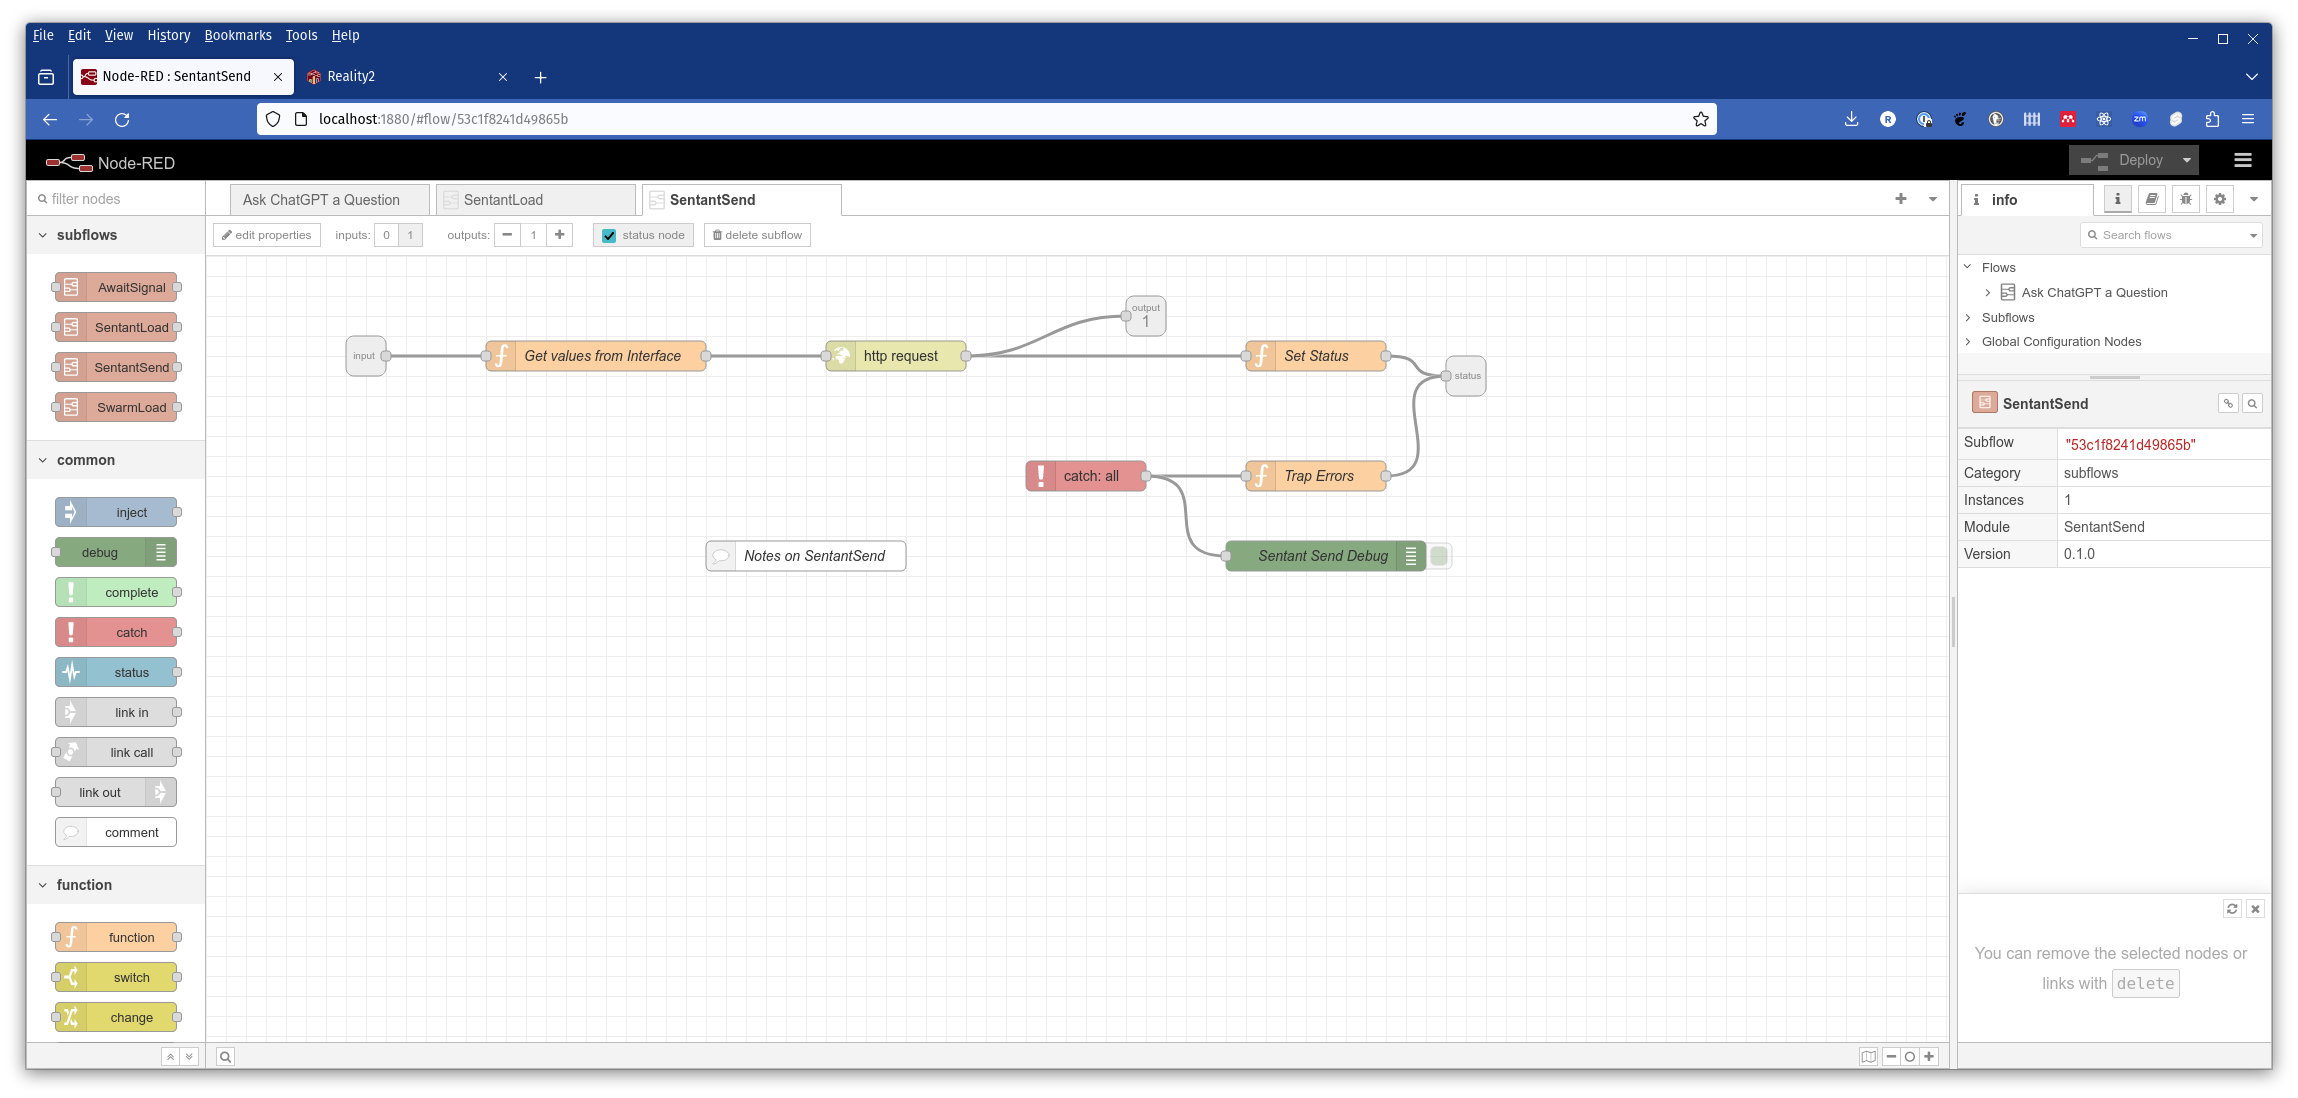 File Edit View History Bookmarks Tools Help
Node-RED : SentantSend
Reality2
localhost:1880/#flow/53c1f8241d49865b
Node-RED
Deploy
filter nodes
Ask ChatGPT a Question
SentantLoad
SentantSend
info
edit properties
inputs: 0 1
outputs: 1
status node
delete subflow
Search flows
subflows
AwaitSignal
SentantLoad
SentantSend
SwarmLoad
common
inject
debug
complete
catch
status
link in
link call
link out
comment
function
function
switch
change
input
Get values from Interface
http request
output
1
Set Status
status
catch: all
Trap Errors
Notes on SentantSend
Sentant Send Debug
Flows
Ask ChatGPT a Question
Subflows
Global Configuration Nodes
SentantSend
Subflow "53c1f8241d49865b"
Category subflows
Instances 1
Module SentantSend
Version 0.1.0
You can remove the selected nodes or
links with delete